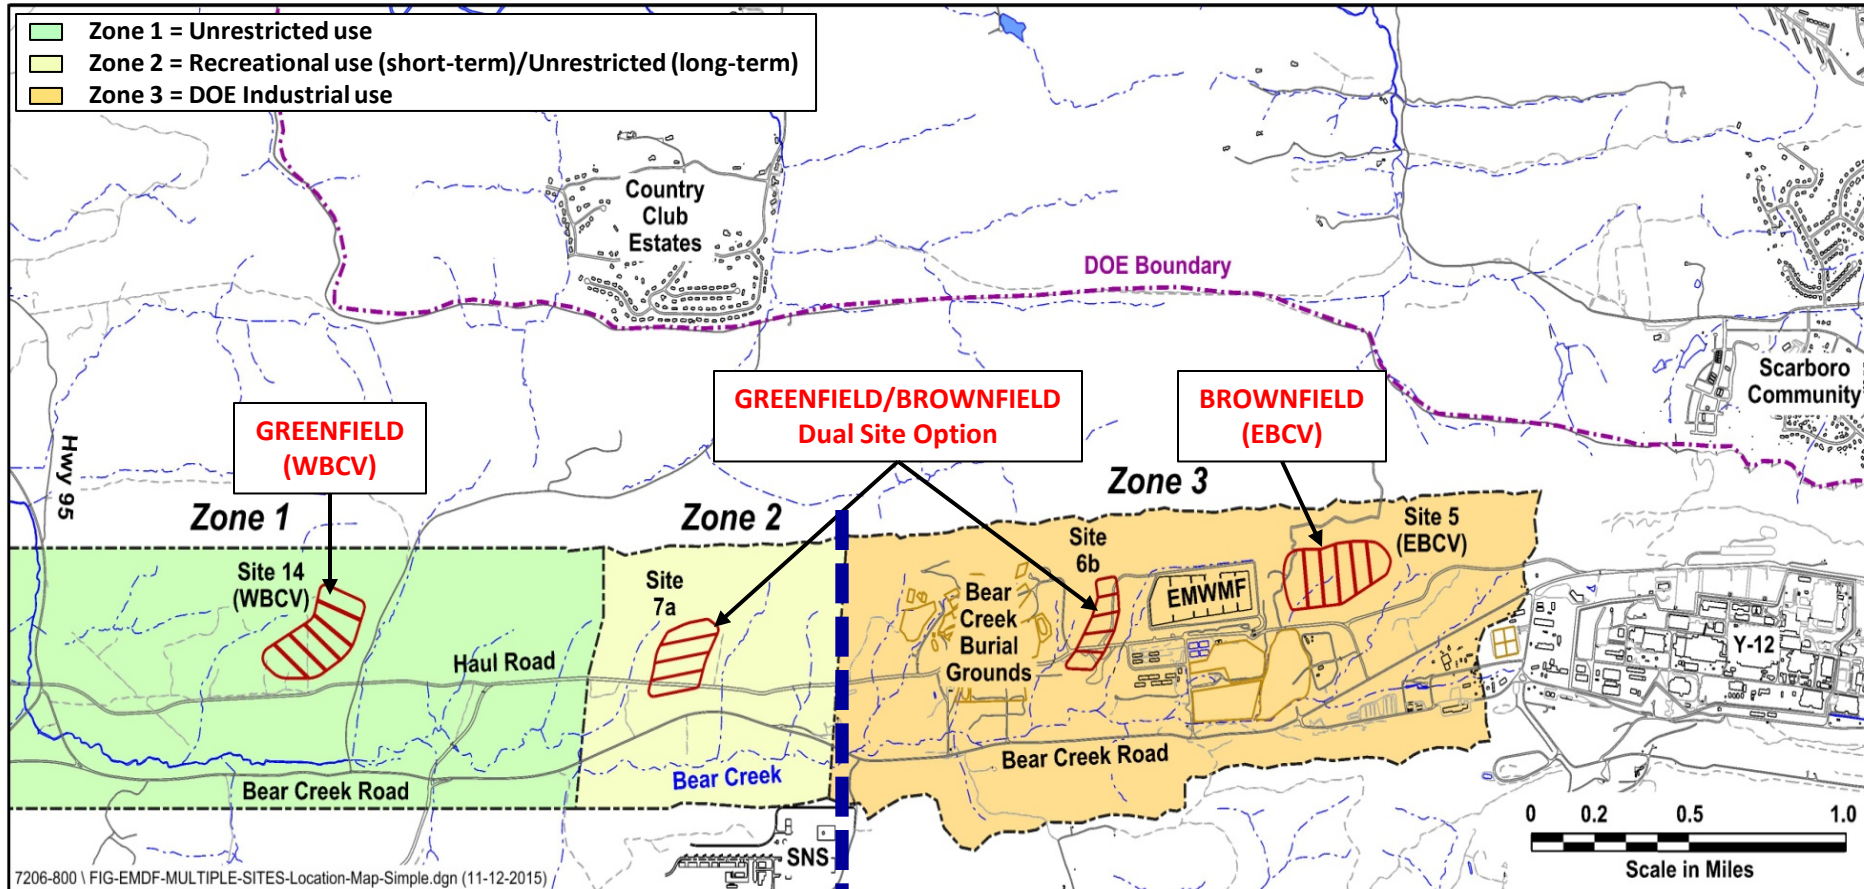 Zone 1 = Unrestricted use
Zone 2 = Recreational use (short-term)/Unrestricted (long-term)
Zone 3 = DOE Industrial use
Country
Club
Estates
DOE Boundary
Scarboro
Community
Hwy 95
GREENFIELD
(WBCV)
GREENFIELD/BROWNFIELD
Dual Site Option
BROWNFIELD
(EBCV)
Zone 1
Zone 2
Zone 3
Site 14
(WBCV)
Site
7a
Site
6b
Site 5
(EBCV)
EMWMF
Bear
Creek
Burial
Grounds
Haul Road
Y-12
Bear Creek Road
Bear Creek
Bear Creek Road
SNS
0 0.2 0.5 1.0
Scale in Miles
7206-800 \ FIG-EMDF-MULTIPLE-SITES-Location-Map-Simple.dgn (11-12-2015)